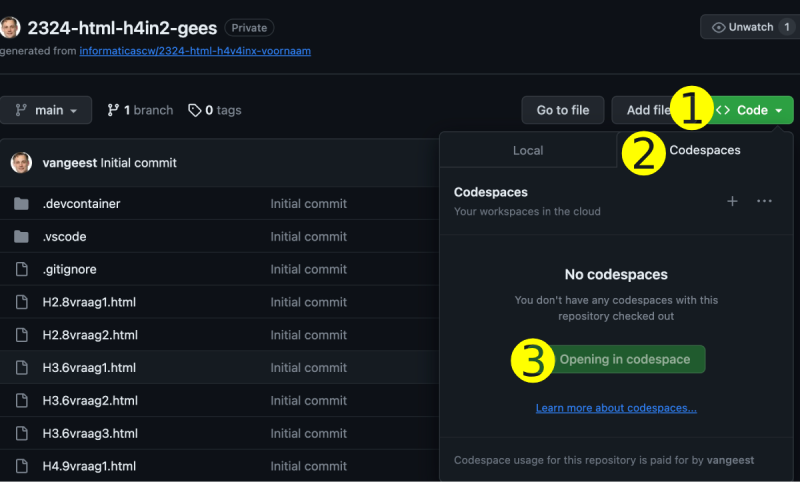 2324-html-h4in2-gees Private
Unwatch 1
generated from informaticascw/2324-html-h4v4inx-voornaam
main 1 branch 0 tags
Go to file Add file 1 <> Code
vangeest Initial commit
Local 2 Codespaces
Codespaces
Your workspaces in the cloud
.devcontainer Initial commit
.vscode Initial commit
.gitignore Initial commit
H2.8vraag1.html Initial commit
H2.8vraag2.html Initial commit
H3.6vraag1.html Initial commit
H3.6vraag2.html Initial commit
H3.6vraag3.html Initial commit
H4.9vraag1.html Initial commit
No codespaces
You don't have any codespaces with this
repository checked out
3 Opening in codespace
Learn more about codespaces...
Codespace usage for this repository is paid for by vangeest